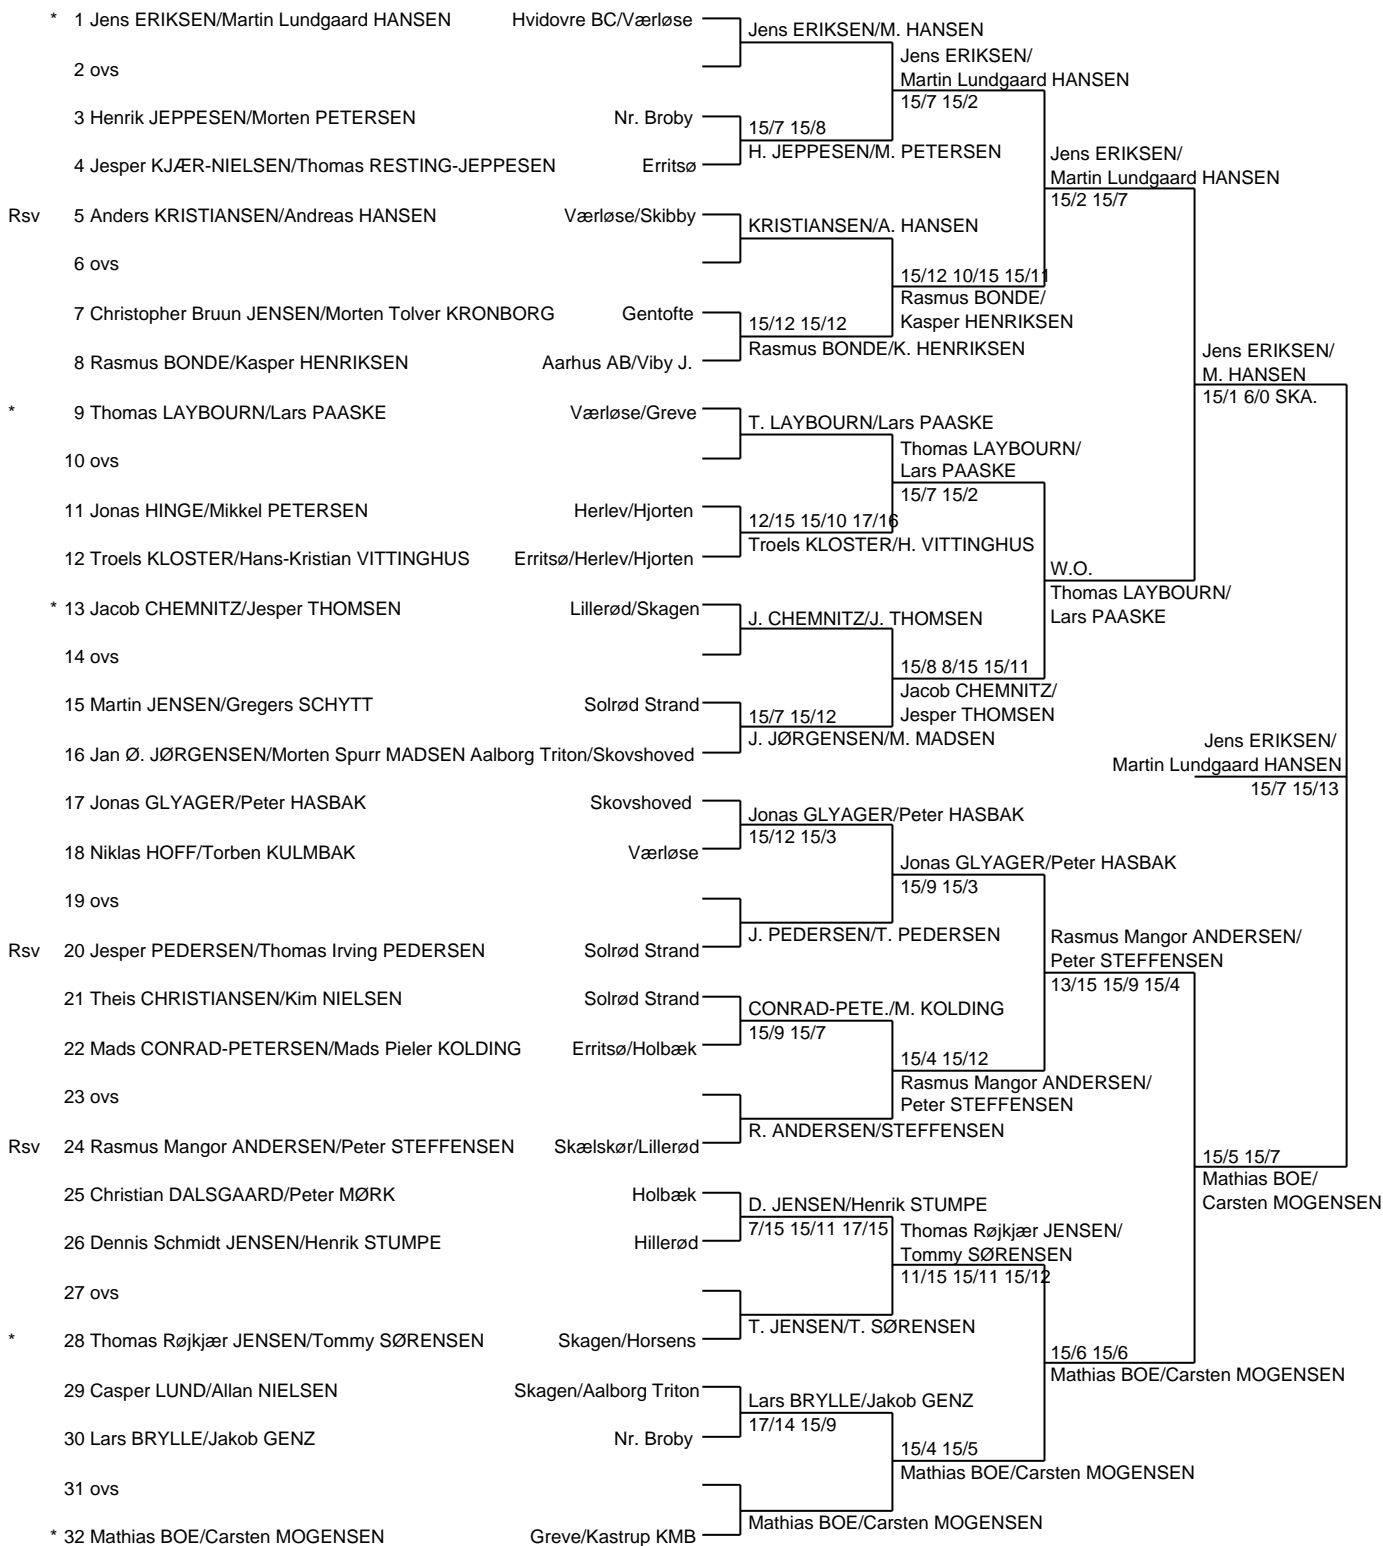 * 1 Jens ERIKSEN/Martin Lundgaard HANSEN Hvidovre BC/Værløse
Jens ERIKSEN/M. HANSEN
2 ovs
Jens ERIKSEN/
Martin Lundgaard HANSEN
15/7 15/2
3 Henrik JEPPESEN/Morten PETERSEN Nr. Broby
15/7 15/8
H. JEPPESEN/M. PETERSEN
4 Jesper KJÆR-NIELSEN/Thomas RESTING-JEPPESEN Erritsø
Jens ERIKSEN/
Martin Lundgaard HANSEN
15/2 15/7
Rsv 5 Anders KRISTIANSEN/Andreas HANSEN Værløse/Skibby
KRISTIANSEN/A. HANSEN
6 ovs
15/12 10/15 15/11
Rasmus BONDE/
Kasper HENRIKSEN
7 Christopher Bruun JENSEN/Morten Tolver KRONBORG Gentofte
15/12 15/12
Rasmus BONDE/K. HENRIKSEN
8 Rasmus BONDE/Kasper HENRIKSEN Aarhus AB/Viby J.
Jens ERIKSEN/
M. HANSEN
15/1 6/0 SKA.
* 9 Thomas LAYBOURN/Lars PAASKE Værløse/Greve
T. LAYBOURN/Lars PAASKE
10 ovs
Thomas LAYBOURN/
Lars PAASKE
15/7 15/2
11 Jonas HINGE/Mikkel PETERSEN Herlev/Hjorten
12/15 15/10 17/16
Troels KLOSTER/H. VITTINGHUS
12 Troels KLOSTER/Hans-Kristian VITTINGHUS Erritsø/Herlev/Hjorten
W.O.
Thomas LAYBOURN/
Lars PAASKE
* 13 Jacob CHEMNITZ/Jesper THOMSEN Lillerød/Skagen
J. CHEMNITZ/J. THOMSEN
14 ovs
15/8 8/15 15/11
Jacob CHEMNITZ/
Jesper THOMSEN
15 Martin JENSEN/Gregers SCHYTT Solrød Strand
15/7 15/12
J. JØRGENSEN/M. MADSEN
16 Jan Ø. JØRGENSEN/Morten Spurr MADSEN Aalborg Triton/Skovshoved
Jens ERIKSEN/
Martin Lundgaard HANSEN
15/7 15/13
17 Jonas GLYAGER/Peter HASBAK Skovshoved
Jonas GLYAGER/Peter HASBAK
15/12 15/3
18 Niklas HOFF/Torben KULMBAK Værløse
Jonas GLYAGER/Peter HASBAK
15/9 15/3
19 ovs
J. PEDERSEN/T. PEDERSEN
Rsv 20 Jesper PEDERSEN/Thomas Irving PEDERSEN Solrød Strand
Rasmus Mangor ANDERSEN/
Peter STEFFENSEN
13/15 15/9 15/4
21 Theis CHRISTIANSEN/Kim NIELSEN Solrød Strand
CONRAD-PETE./M. KOLDING
15/9 15/7
22 Mads CONRAD-PETERSEN/Mads Pieler KOLDING Erritsø/Holbæk
15/4 15/12
Rasmus Mangor ANDERSEN/
Peter STEFFENSEN
23 ovs
R. ANDERSEN/STEFFENSEN
Rsv 24 Rasmus Mangor ANDERSEN/Peter STEFFENSEN Skælskør/Lillerød
15/5 15/7
Mathias BOE/
Carsten MOGENSEN
25 Christian DALSGAARD/Peter MØRK Holbæk
D. JENSEN/Henrik STUMPE
7/15 15/11 17/15
26 Dennis Schmidt JENSEN/Henrik STUMPE Hillerød
Thomas Røjkjær JENSEN/
Tommy SØRENSEN
11/15 15/11 15/12
27 ovs
T. JENSEN/T. SØRENSEN
* 28 Thomas Røjkjær JENSEN/Tommy SØRENSEN Skagen/Horsens
15/6 15/6
Mathias BOE/Carsten MOGENSEN
29 Casper LUND/Allan NIELSEN Skagen/Aalborg Triton
Lars BRYLLE/Jakob GENZ
17/14 15/9
30 Lars BRYLLE/Jakob GENZ Nr. Broby
15/4 15/5
Mathias BOE/Carsten MOGENSEN
31 ovs
Mathias BOE/Carsten MOGENSEN
* 32 Mathias BOE/Carsten MOGENSEN Greve/Kastrup KMB